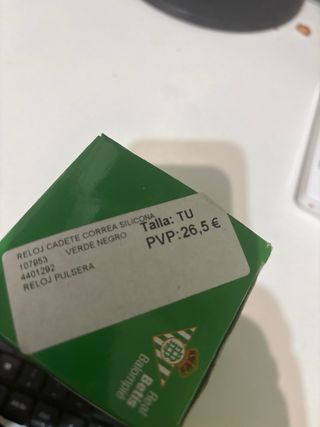 RELOJ CADETE CORREA SILICONA
107953 VERDE NEGRO
4401292
RELOJ PULSERA
Talla: TU
PVP:26,5€
Real
Betis
Balompié